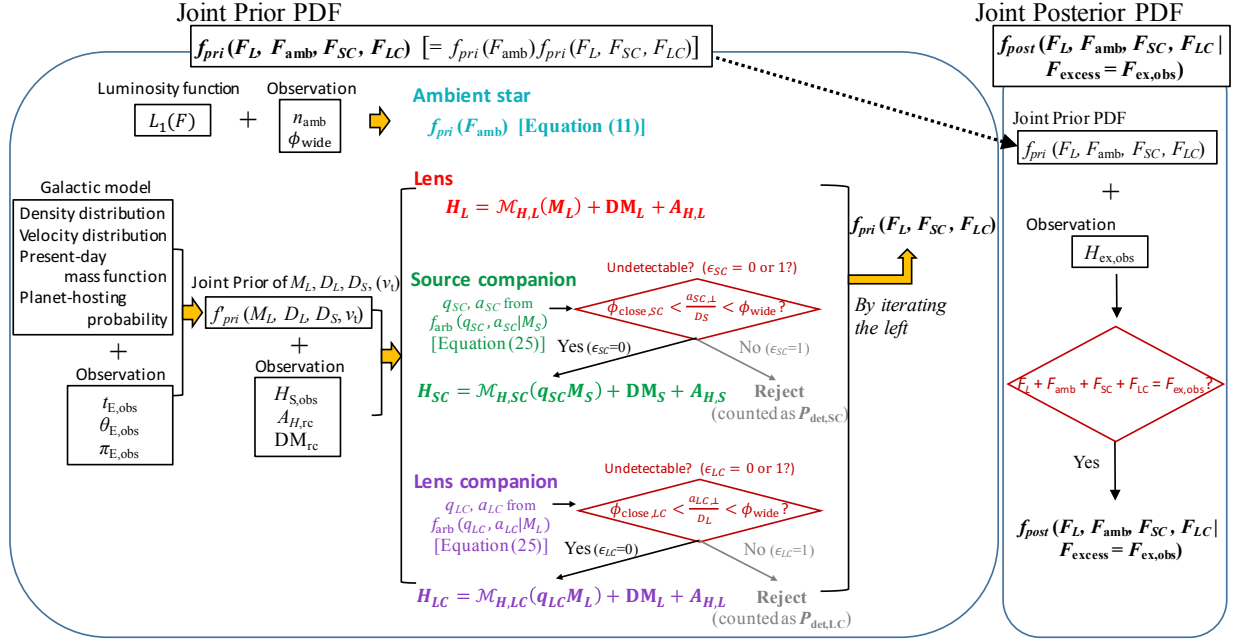 Joint Prior PDF
f_pri (F_L, F_amb, F_SC, F_LC) [= f_pri(F_amb) f_pri(F_L, F_SC, F_LC)]
Luminosity function
L_1(F)
+
Observation
n_amb
ϕ_wide
Ambient star
f_pri (F_amb) [Equation (11)]
Galactic model
Density distribution
Velocity distribution
Present-day
mass function
Planet-hosting
probability
+
Observation
t_E,obs
θ_E,obs
π_E,obs
Joint Prior of M_L, D_L, D_S, (v_t)
f'_pri (M_L, D_L, D_S, v_t)
+
Observation
H_S,obs
A_H,rc
DM_rc
Lens
H_L = ℳ_H,L(M_L) + DM_L + A_H,L
Source companion
q_SC, a_SC from
f_arb (q_SC, a_SC|M_S)
[Equation (25)]
Undetectable? (ϵ_SC = 0 or 1?)
ϕ_close,SC < a_SC,⊥/D_S < ϕ_wide ?
Yes (ϵ_SC=0)
No (ϵ_SC=1)
H_SC = ℳ_H,SC(q_SC M_S) + DM_S + A_H,S
Reject
(counted as P_det,SC)
Lens companion
q_LC, a_LC from
f_arb (q_LC, a_LC|M_L)
[Equation (25)]
Undetectable? (ϵ_LC = 0 or 1?)
ϕ_close,LC < a_LC,⊥/D_L < ϕ_wide ?
Yes (ϵ_LC=0)
No (ϵ_LC=1)
H_LC = ℳ_H,LC(q_LC M_L) + DM_L + A_H,L
Reject
(counted as P_det,LC)
f_pri (F_L, F_SC, F_LC)
By iterating
the left
Joint Posterior PDF
f_post (F_L, F_amb, F_SC, F_LC |
F_excess = F_ex,obs)
Joint Prior PDF
f_pri (F_L, F_amb, F_SC, F_LC)
+
Observation
H_ex,obs
F_L + F_amb + F_SC + F_LC = F_ex,obs ?
Yes
f_post (F_L, F_amb, F_SC, F_LC |
F_excess = F_ex,obs)